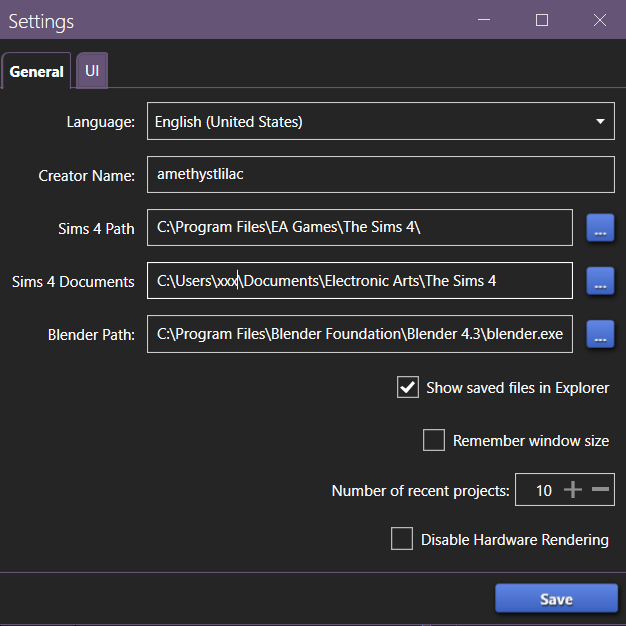 Settings
General
UI
Language:
English (United States)
Creator Name:
amethystlilac
Sims 4 Path
C:\Program Files\EA Games\The Sims 4\
...
Sims 4 Documents
C:\Users\xxx\Documents\Electronic Arts\The Sims 4
...
Blender Path:
C:\Program Files\Blender Foundation\Blender 4.3\blender.exe
...
Show saved files in Explorer
Remember window size
Number of recent projects:
10
Disable Hardware Rendering
Save